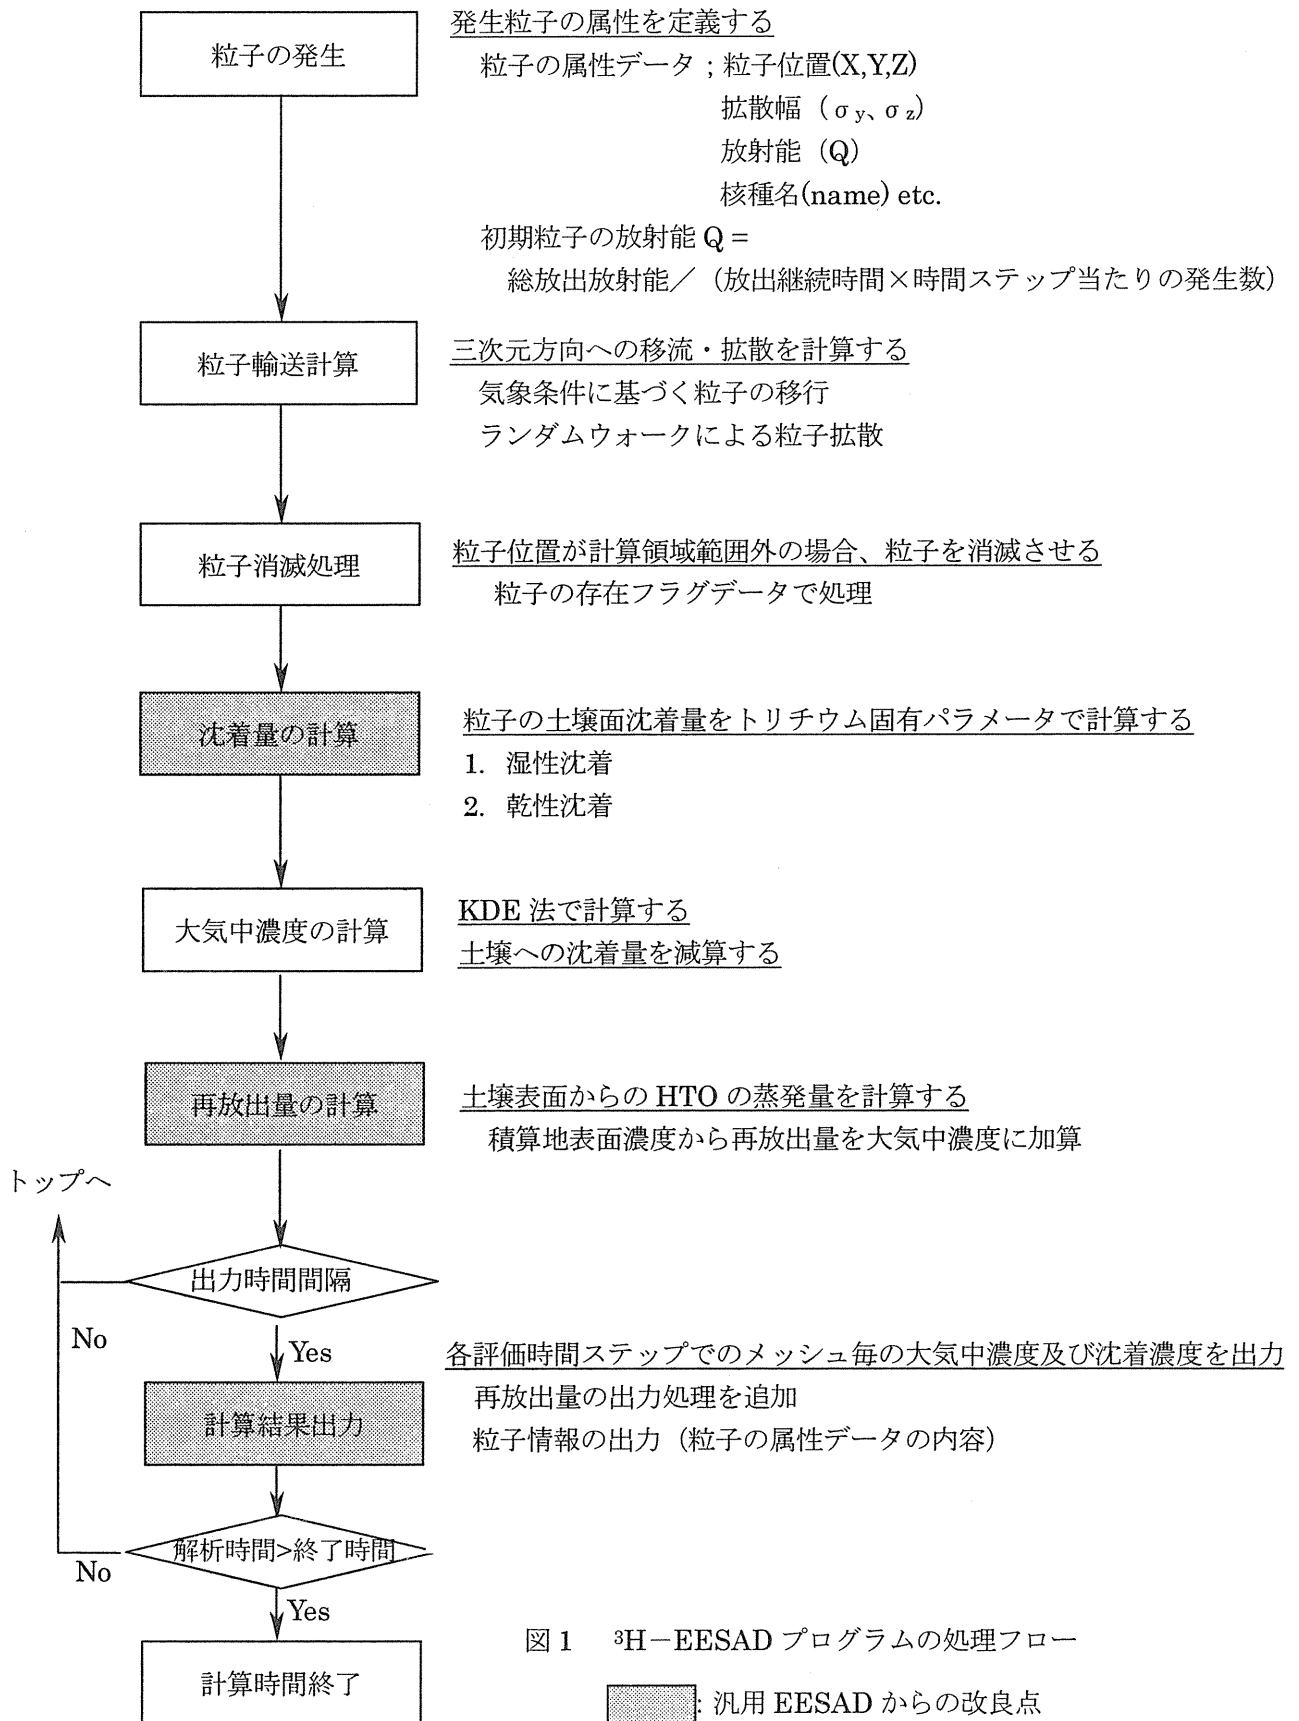 粒子の発生
発生粒子の属性を定義する
粒子の属性データ ; 粒子位置(X,Y,Z)
拡散幅（σy、σz）
放射能（Q）
核種名(name) etc.
初期粒子の放射能 Q =
総放出放射能／（放出継続時間×時間ステップ当たりの発生数）
粒子輸送計算
三次元方向への移流・拡散を計算する
気象条件に基づく粒子の移行
ランダムウォークによる粒子拡散
粒子消滅処理
粒子位置が計算領域範囲外の場合、粒子を消滅させる
粒子の存在フラグデータで処理
沈着量の計算
粒子の土壌面沈着量をトリチウム固有パラメータで計算する
1. 湿性沈着
2. 乾性沈着
大気中濃度の計算
KDE 法で計算する
土壌への沈着量を減算する
再放出量の計算
土壌表面からの HTO の蒸発量を計算する
積算地表面濃度から再放出量を大気中濃度に加算
トップへ
出力時間間隔
No
Yes
各評価時間ステップでのメッシュ毎の大気中濃度及び沈着濃度を出力
再放出量の出力処理を追加
粒子情報の出力（粒子の属性データの内容）
計算結果出力
解析時間>終了時間
No
Yes
計算時間終了
図 1 ³H－EESAD プログラムの処理フロー
: 汎用 EESAD からの改良点